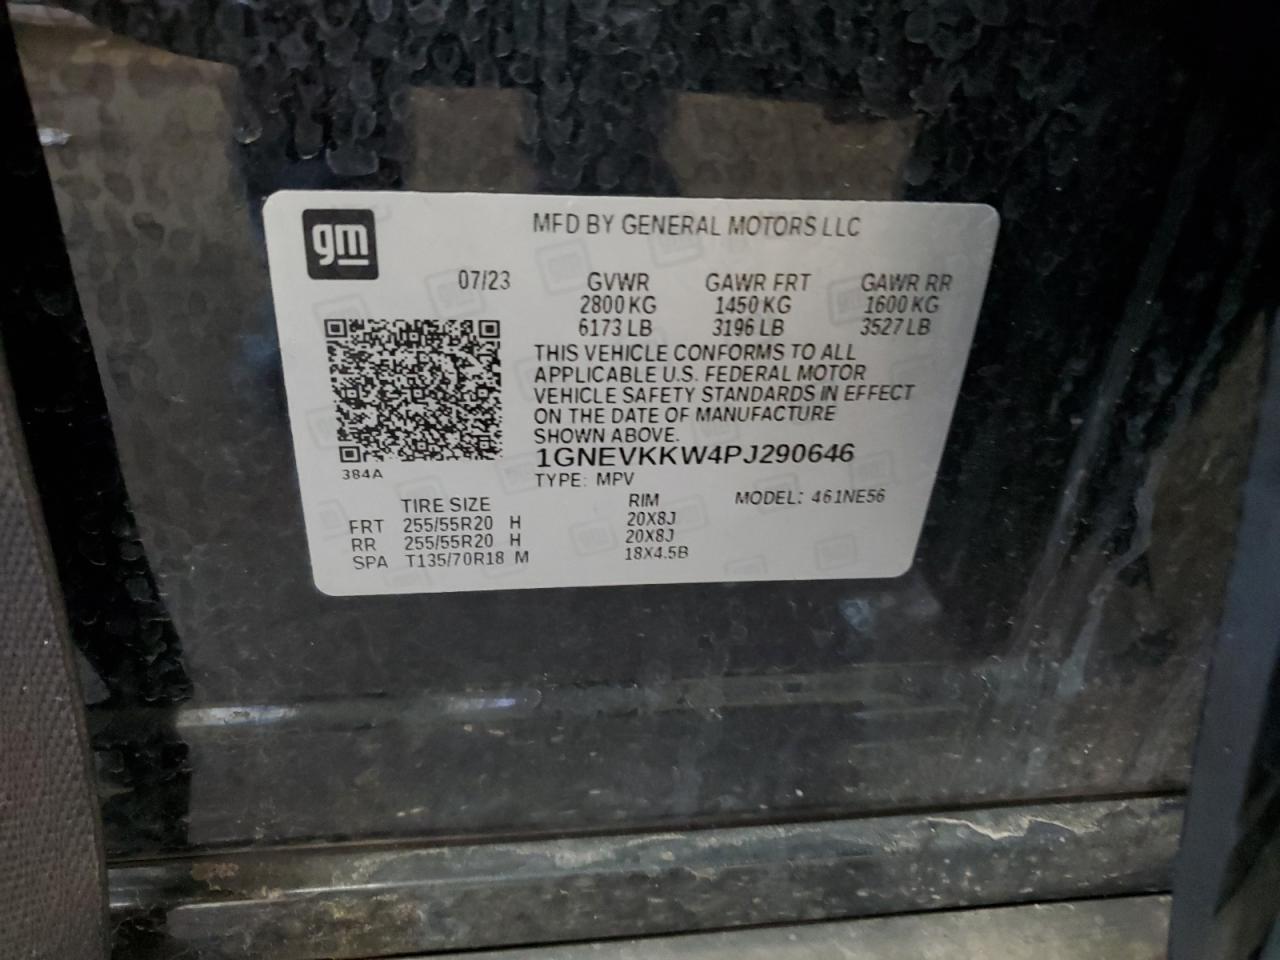 gm
MFD BY GENERAL MOTORS LLC
07/23 GVWR GAWR FRT GAWR RR
2800 KG 1450 KG 1600 KG
6173 LB 3196 LB 3527 LB
THIS VEHICLE CONFORMS TO ALL
APPLICABLE U.S. FEDERAL MOTOR
VEHICLE SAFETY STANDARDS IN EFFECT
ON THE DATE OF MANUFACTURE
SHOWN ABOVE.
1GNEVKKW4PJ290646
384A
TYPE: MPV
TIRE SIZE RIM MODEL: 461NE56
FRT 255/55R20 H 20X8J
RR 255/55R20 H 20X8J
SPA T135/70R18 M 18X4.5B